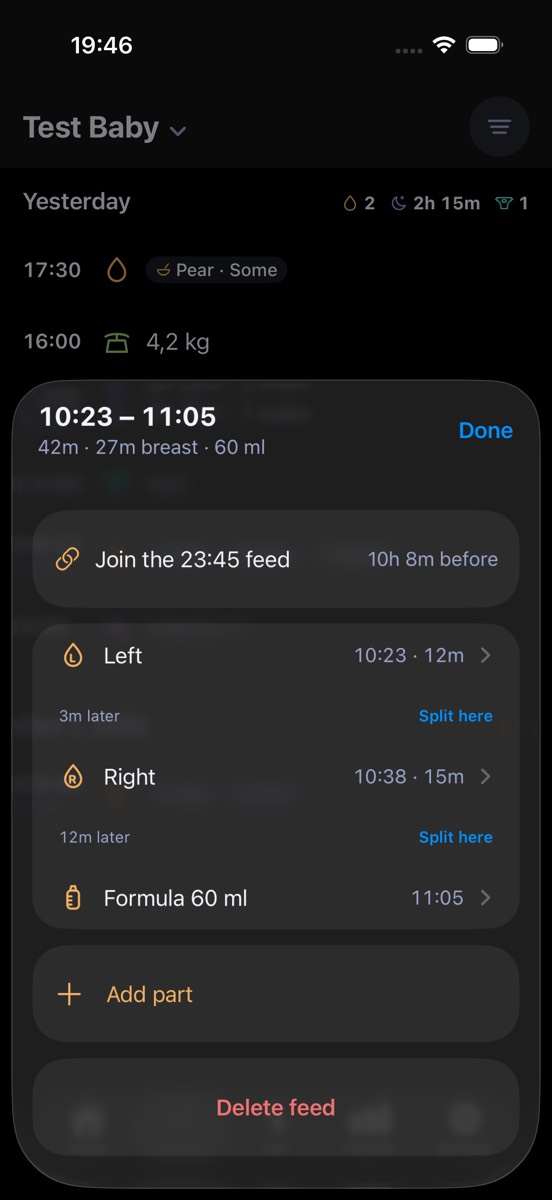 19:46
Test Baby
Yesterday 2 2h 15m 1
17:30 Pear · Some
16:00 4,2 kg
10:23 – 11:05
Done
42m · 27m breast · 60 ml
Join the 23:45 feed 10h 8m before
L Left 10:23 · 12m
3m later Split here
R Right 10:38 · 15m
12m later Split here
Formula 60 ml 11:05
Add part
Delete feed